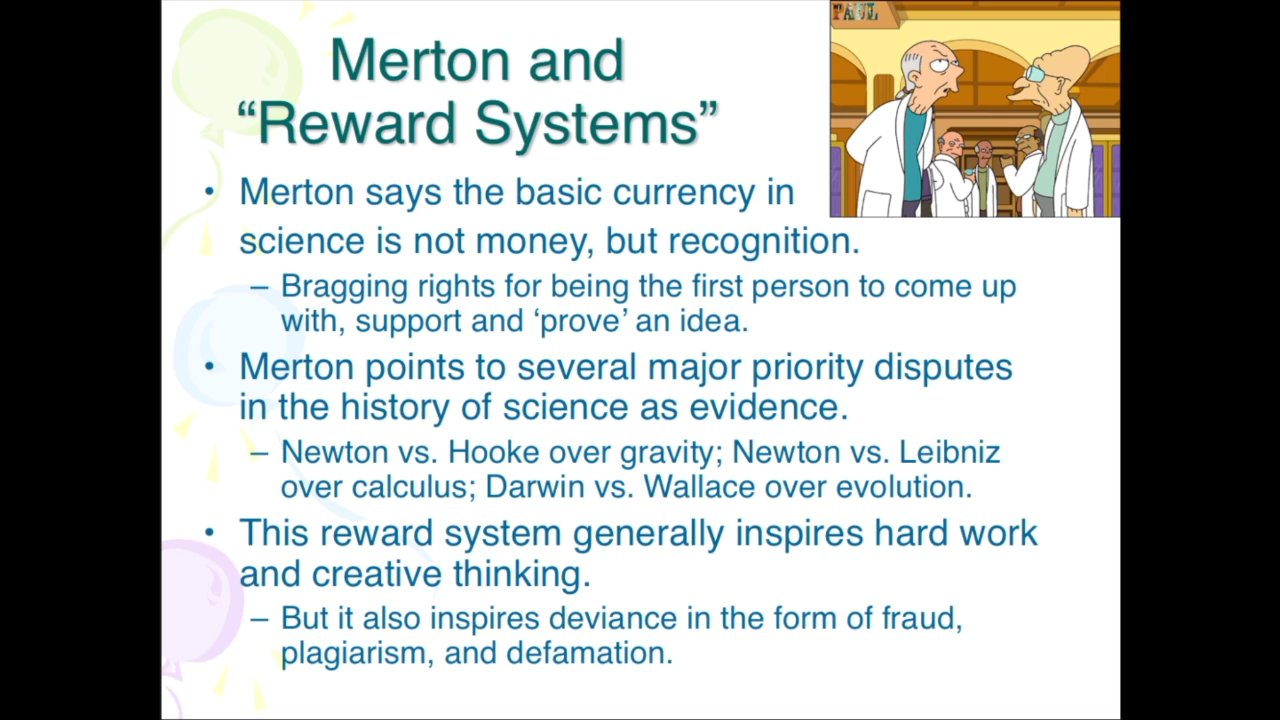 PAUL
Merton and
“Reward Systems”
• Merton says the basic currency in
science is not money, but recognition.
– Bragging rights for being the first person to come up
with, support and ‘prove’ an idea.
• Merton points to several major priority disputes
in the history of science as evidence.
– Newton vs. Hooke over gravity; Newton vs. Leibniz
over calculus; Darwin vs. Wallace over evolution.
• This reward system generally inspires hard work
and creative thinking.
– But it also inspires deviance in the form of fraud,
plagiarism, and defamation.